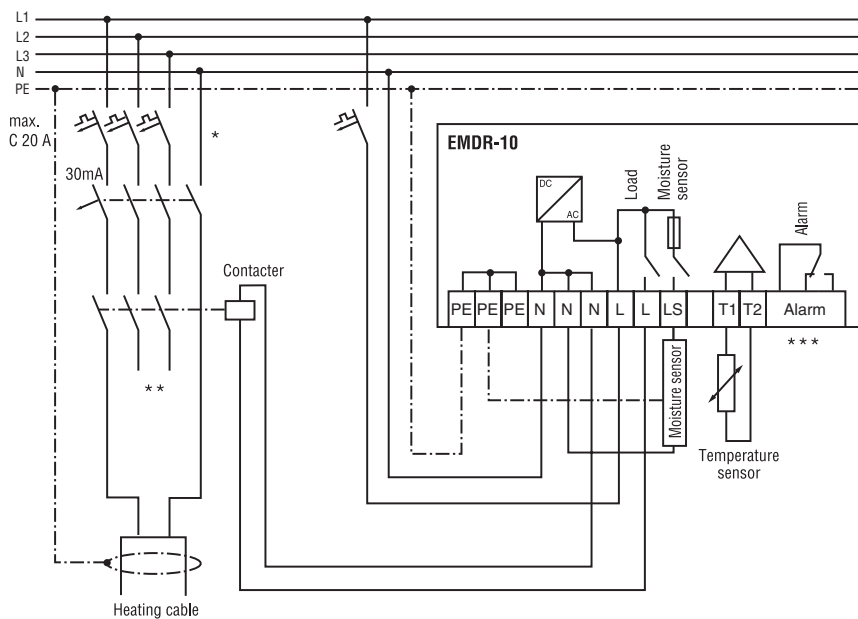 L1
L2
L3
N
PE
max.
C 20 A
*
30mA
EMDR-10
DC
AC
Load
Moisture
sensor
Alarm
Contacter
PE PE PE N N N L L LS T1 T2 Alarm
* * *
* *
Moisture sensor
Temperature
sensor
Heating cable